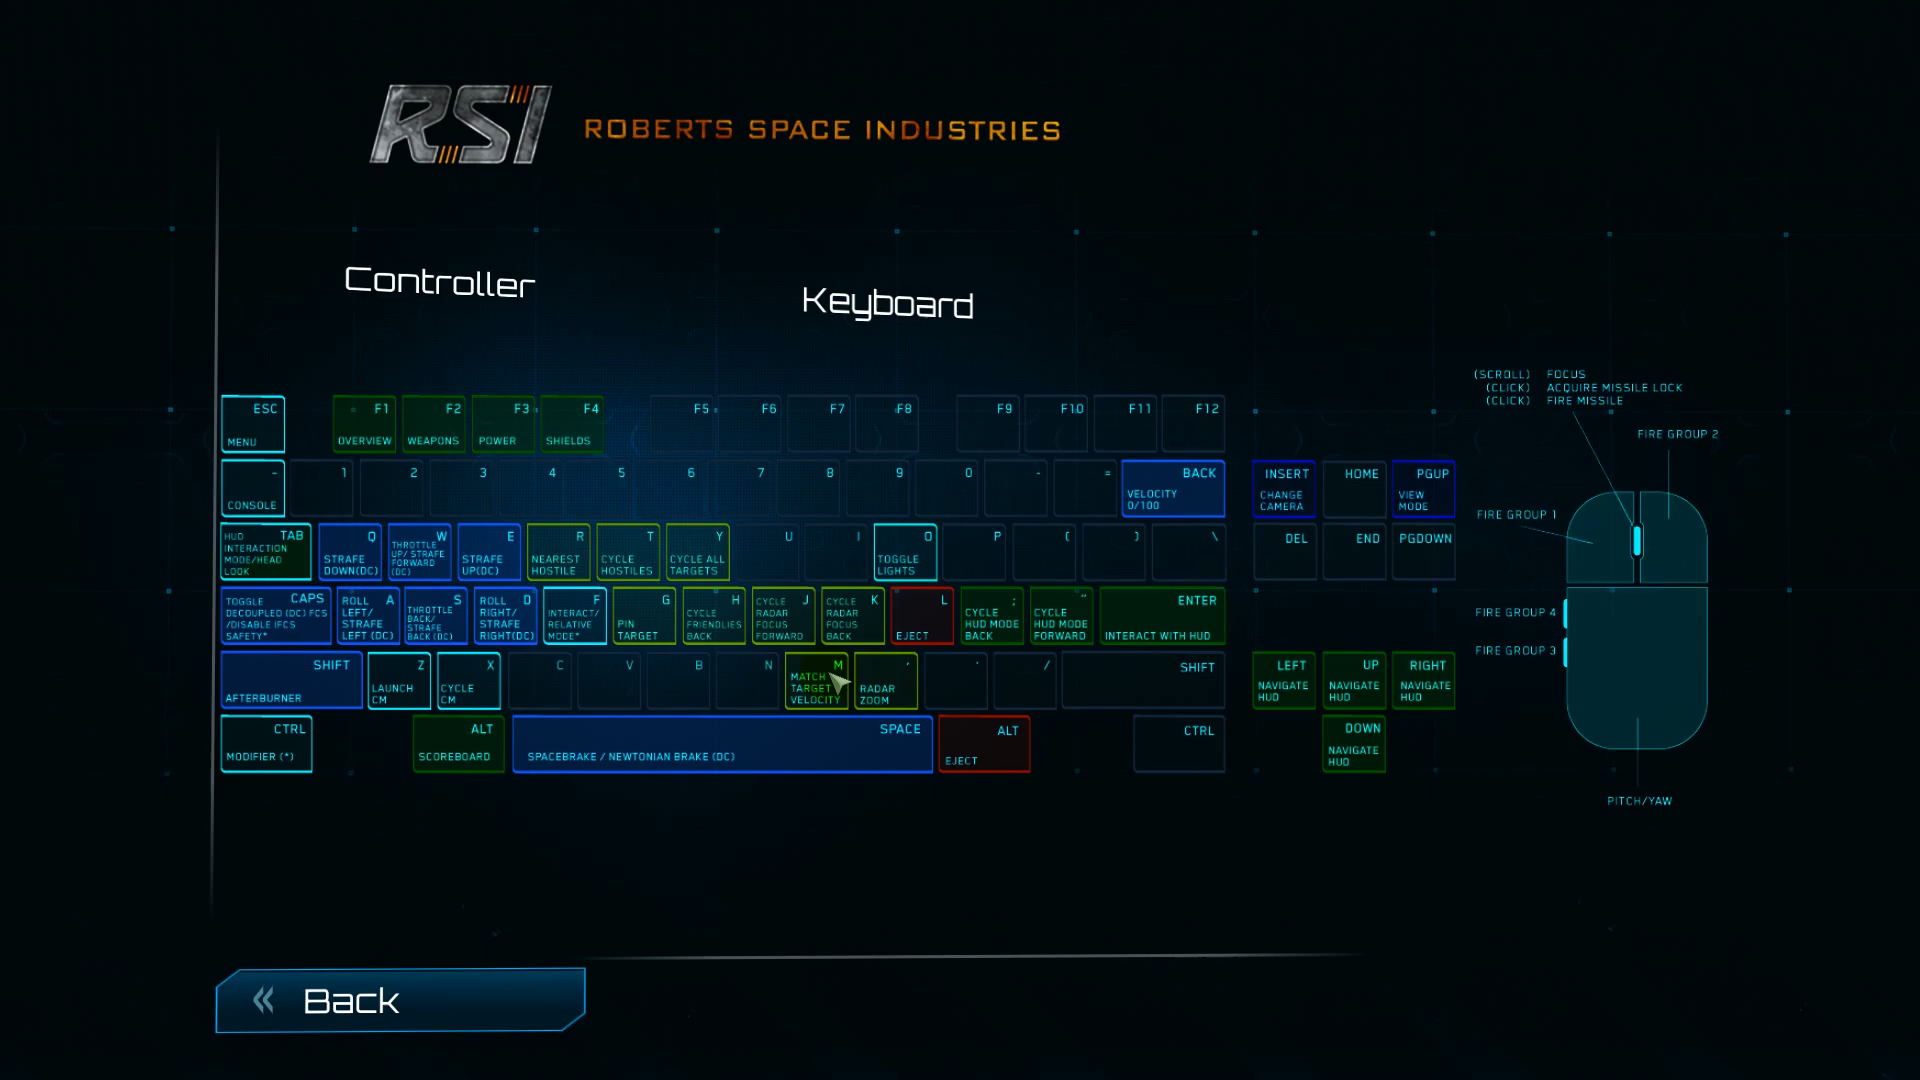 RSI
ROBERTS SPACE INDUSTRIES
Controller
Keyboard
(SCROLL) FOCUS
(CLICK) ACQUIRE MISSILE LOCK
(CLICK) FIRE MISSILE
FIRE GROUP 2
FIRE GROUP 1
FIRE GROUP 4
FIRE GROUP 3
PITCH/YAW
ESC
MENU
F1
OVERVIEW
F2
WEAPONS
F3
POWER
F4
SHIELDS
F5
F6
F7
F8
F9
F10
F11
F12
~
CONSOLE
1
2
3
4
5
6
7
8
9
0
-
=
BACK
VELOCITY
0/100
INSERT
CHANGE
CAMERA
HOME
PGUP
VIEW
MODE
TAB
HUD
INTERACTION
MODE/HEAD
LOOK
Q
STRAFE
DOWN(DC)
W
THROTTLE
UP/ STRAFE
FORWARD
(DC)
E
STRAFE
UP(DC)
R
NEAREST
HOSTILE
T
CYCLE
HOSTILES
Y
CYCLE ALL
TARGETS
U
I
O
TOGGLE
LIGHTS
P
[
]
\
DEL
END
PGDOWN
CAPS
TOGGLE
DECOUPLED (DC) FCS
/DISABLE IFCS
SAFETY*
A
ROLL
LEFT/
STRAFE
LEFT (DC)
S
THROTTLE
BACK/
STRAFE
BACK (DC)
D
ROLL
RIGHT/
STRAFE
RIGHT(DC)
F
INTERACT/
RELATIVE
MODE*
G
PIN
TARGET
H
CYCLE
FRIENDLIES
BACK
J
CYCLE
RADAR
FOCUS
FORWARD
K
CYCLE
RADAR
FOCUS
BACK
L
EJECT
;
CYCLE
HUD MODE
BACK
"
CYCLE
HUD MODE
FORWARD
ENTER
INTERACT WITH HUD
SHIFT
AFTERBURNER
Z
LAUNCH
CM
X
CYCLE
CM
C
V
B
N
M
MATCH
TARGET
VELOCITY
,
RADAR
ZOOM
.
/
SHIFT
LEFT
NAVIGATE
HUD
UP
NAVIGATE
HUD
RIGHT
NAVIGATE
HUD
CTRL
MODIFIER (*)
ALT
SCOREBOARD
SPACE
SPACEBRAKE / NEWTONIAN BRAKE (DC)
ALT
EJECT
CTRL
DOWN
NAVIGATE
HUD
Back